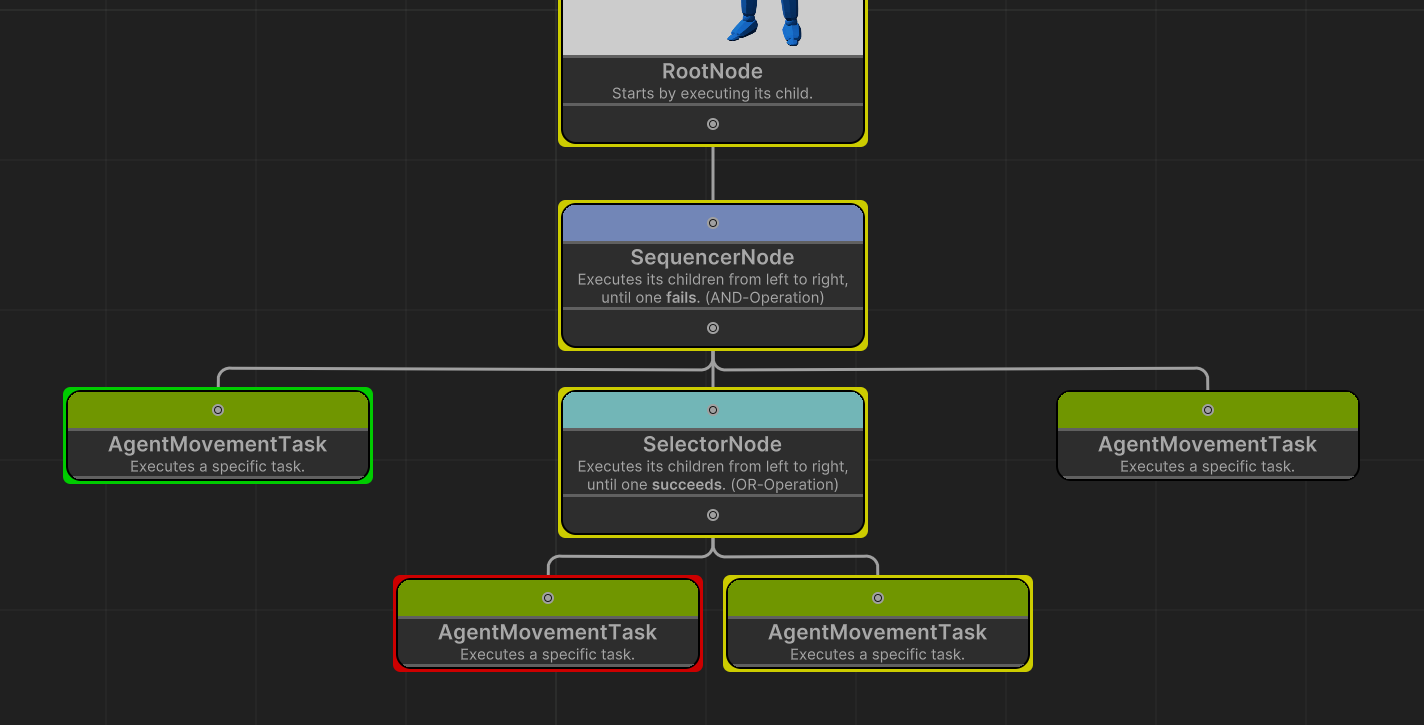 RootNode
Starts by executing its child.
SequencerNode
Executes its children from left to right,
until one fails. (AND-Operation)
AgentMovementTask
Executes a specific task.
SelectorNode
Executes its children from left to right,
until one succeeds. (OR-Operation)
AgentMovementTask
Executes a specific task.
AgentMovementTask
Executes a specific task.
AgentMovementTask
Executes a specific task.